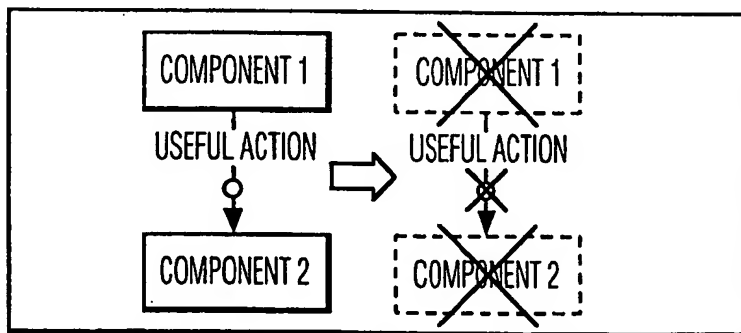 COMPONENT 1
USEFUL ACTION
COMPONENT 2
COMPONENT 1
USEFUL ACTION
COMPONENT 2